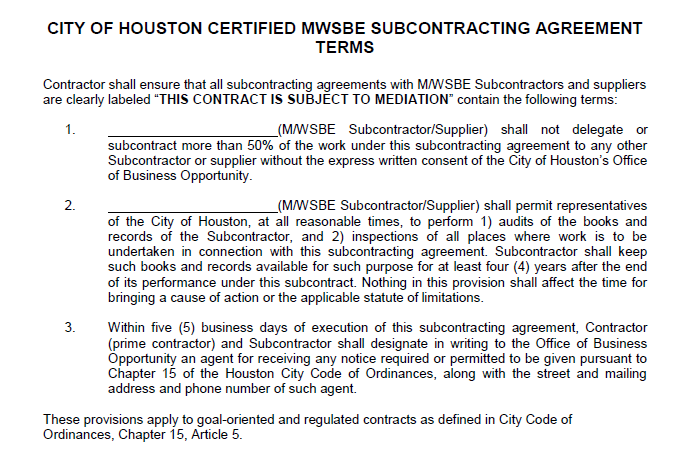 CITY OF HOUSTON CERTIFIED MWSBE SUBCONTRACTING AGREEMENT
TERMS
Contractor shall ensure that all subcontracting agreements with M/WSBE Subcontractors and suppliers
are clearly labeled “THIS CONTRACT IS SUBJECT TO MEDIATION” contain the following terms:
1. _________________________(M/WSBE Subcontractor/Supplier) shall not delegate or
subcontract more than 50% of the work under this subcontracting agreement to any other
Subcontractor or supplier without the express written consent of the City of Houston’s Office
of Business Opportunity.
2. _________________________(M/WSBE Subcontractor/Supplier) shall permit representatives
of the City of Houston, at all reasonable times, to perform 1) audits of the books and
records of the Subcontractor, and 2) inspections of all places where work is to be
undertaken in connection with this subcontracting agreement. Subcontractor shall keep
such books and records available for such purpose for at least four (4) years after the end
of its performance under this subcontract. Nothing in this provision shall affect the time for
bringing a cause of action or the applicable statute of limitations.
3. Within five (5) business days of execution of this subcontracting agreement, Contractor
(prime contractor) and Subcontractor shall designate in writing to the Office of Business
Opportunity an agent for receiving any notice required or permitted to be given pursuant to
Chapter 15 of the Houston City Code of Ordinances, along with the street and mailing
address and phone number of such agent.
These provisions apply to goal-oriented and regulated contracts as defined in City Code of
Ordinances, Chapter 15, Article 5.